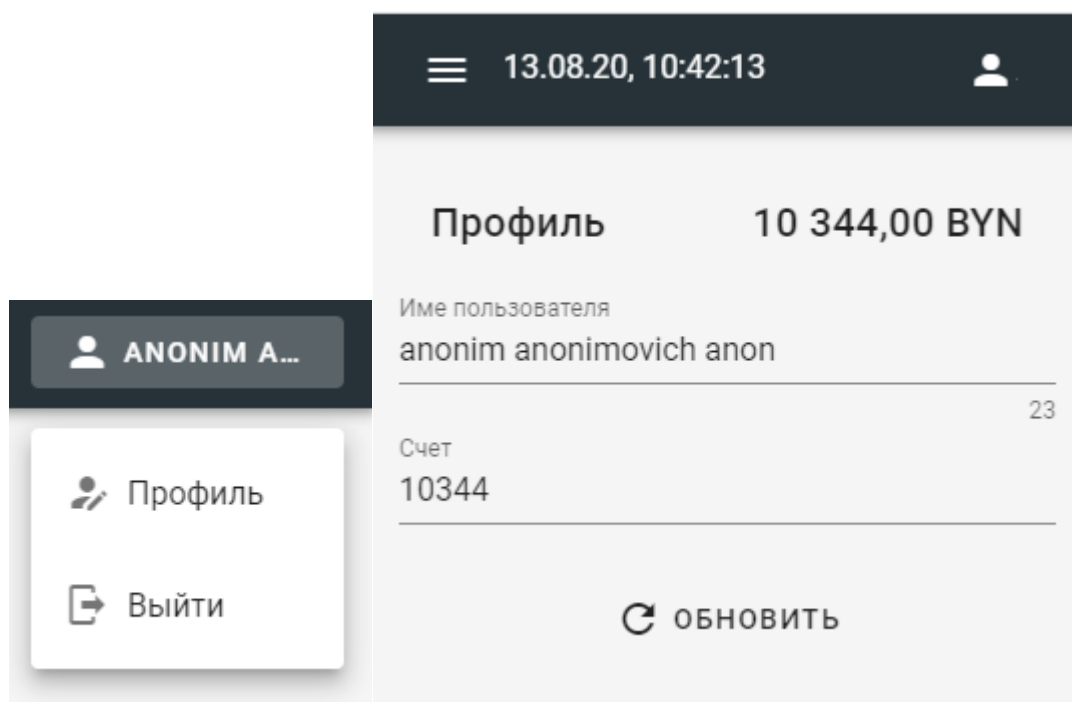 ANONIM A...
Профиль
Выйти
13.08.20, 10:42:13
Профиль 10 344,00 BYN
Име пользователя
anonim anonimovich anon
23
Счет
10344
ОБНОВИТЬ